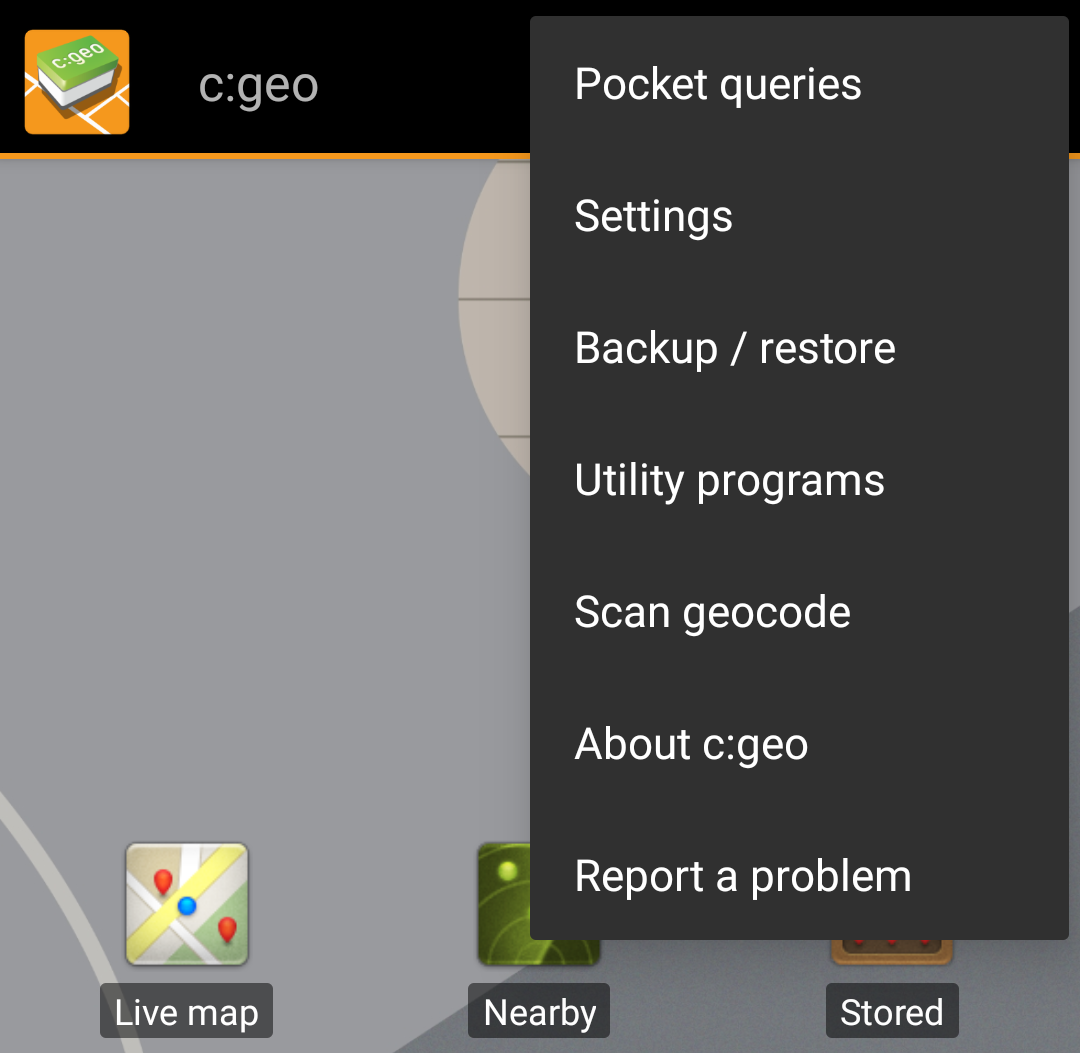 c:geo
c:geo
Pocket queries
Settings
Backup / restore
Utility programs
Scan geocode
About c:geo
Report a problem
Live map
Nearby
Stored